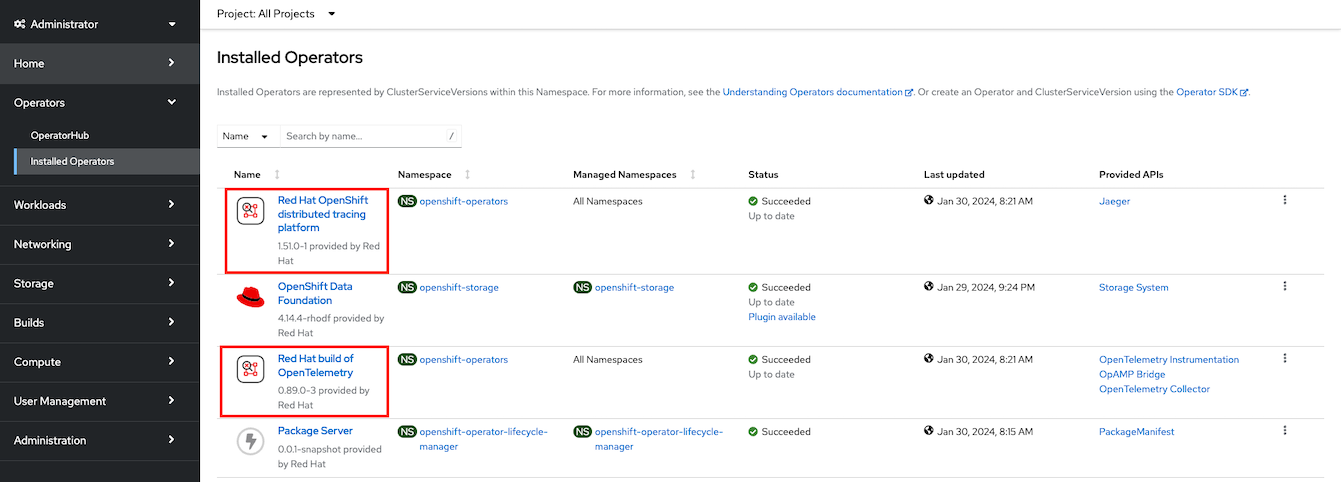 Administrator
Home
Operators
OperatorHub
Installed Operators
Workloads
Networking
Storage
Builds
Compute
User Management
Administration
Project: All Projects
Installed Operators
Installed Operators are represented by ClusterServiceVersions within this Namespace. For more information, see the Understanding Operators documentation. Or create an Operator and ClusterServiceVersion using the Operator SDK.
Name Search by name... /
Name Namespace Managed Namespaces Status Last updated Provided APIs
Red Hat OpenShift
distributed tracing
platform
1.51.0-1 provided by Red
Hat
NS openshift-operators
All Namespaces
Succeeded
Up to date
Jan 30, 2024, 8:21 AM
Jaeger
OpenShift Data
Foundation
4.14.4-rhodf provided by
Red Hat
NS openshift-storage
NS openshift-storage
Succeeded
Up to date
Plugin available
Jan 29, 2024, 9:24 PM
Storage System
Red Hat build of
OpenTelemetry
0.89.0-3 provided by
Red Hat
NS openshift-operators
All Namespaces
Succeeded
Up to date
Jan 30, 2024, 8:21 AM
OpenTelemetry Instrumentation
OpAMP Bridge
OpenTelemetry Collector
Package Server
0.0.1-snapshot provided
by Red Hat
NS openshift-operator-lifecycle-
manager
NS openshift-operator-lifecycle-
manager
Succeeded
Jan 30, 2024, 8:15 AM
PackageManifest